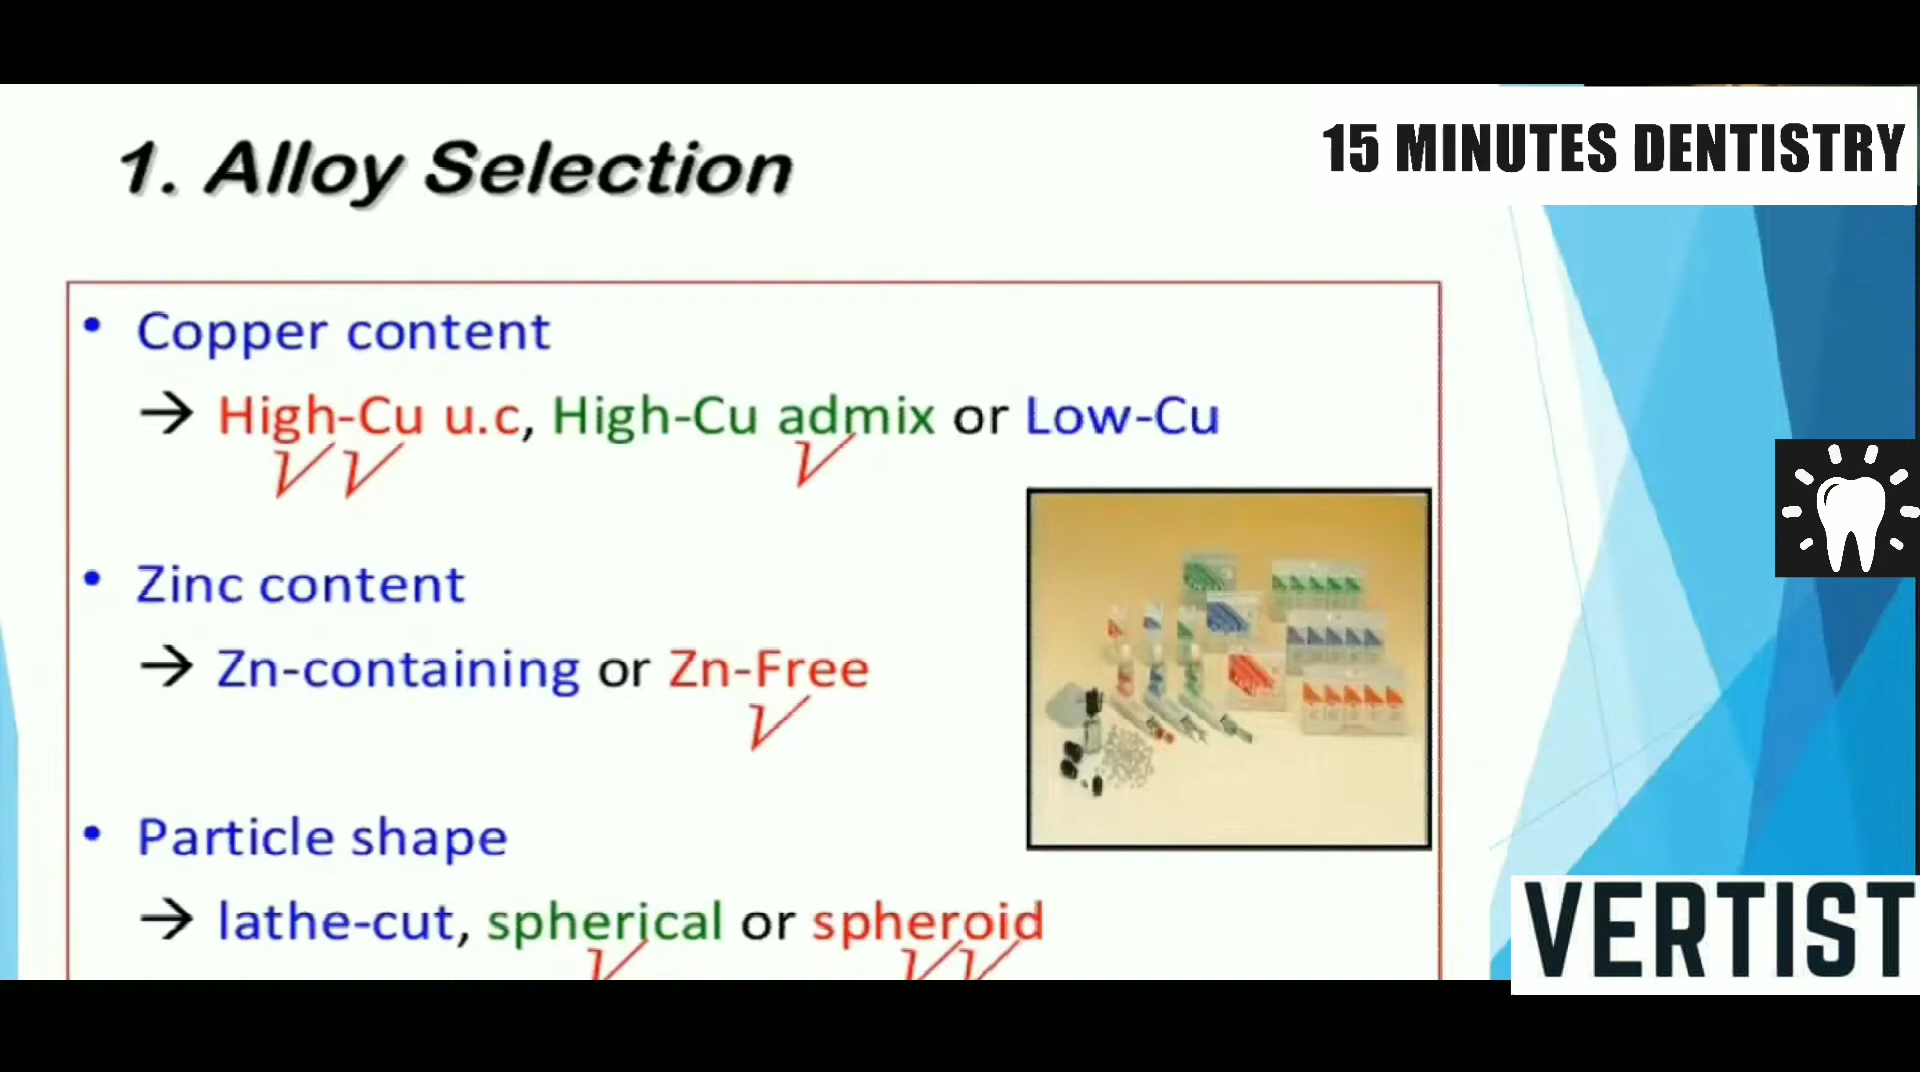 1. Alloy Selection
15 MINUTES DENTISTRY
• Copper content
→ High-Cu u.c, High-Cu admix or Low-Cu
• Zinc content
→ Zn-containing or Zn-Free
• Particle shape
→ lathe-cut, spherical or spheroid
VERTIST